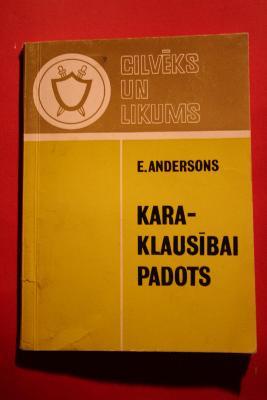 CILVĒKS
UN
LIKUMS
E. ANDERSONS
KARA-
KLAUSĪBAI
PADOTS